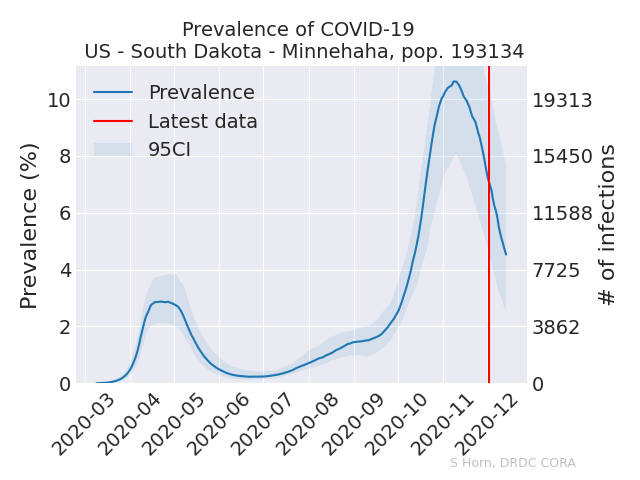 Prevalence of COVID-19
US - South Dakota - Minnehaha, pop. 193134
Prevalence
Latest data
95CI
Prevalence (%)
10
8
6
4
2
0
19313
15450
11588
7725
3862
0
# of infections
2020-03
2020-04
2020-05
2020-06
2020-07
2020-08
2020-09
2020-10
2020-11
2020-12
S Horn, DRDC CORA